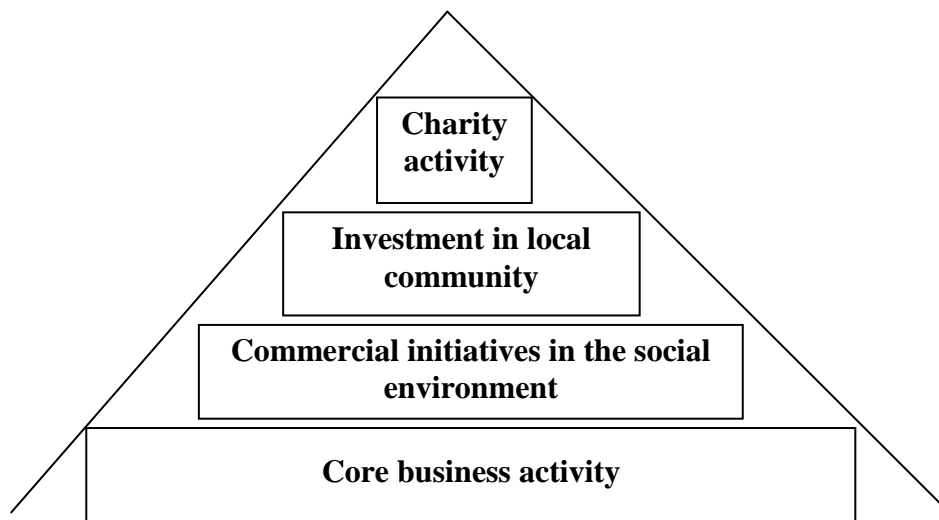 Charity
activity
Investment in local
community
Commercial initiatives in the social
environment
Core business activity